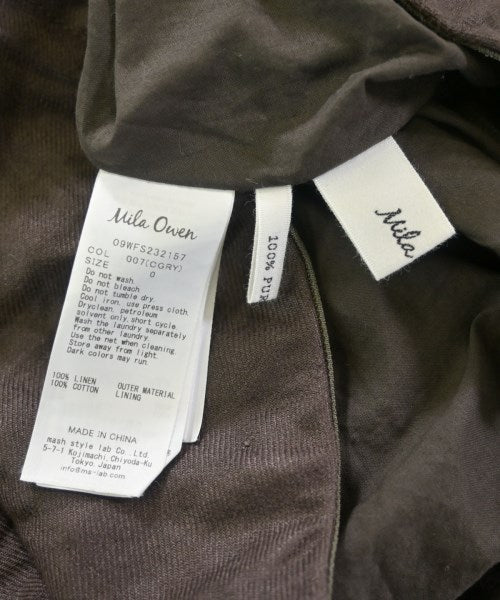 Mila Owen
09WFS232157
COL 007(CGRY)
SIZE 0
Do not wash.
Do not bleach.
Do not tumble dry.
Cool iron, use press cloth.
Dryclean, petroleum
solvent only, short cycle.
Wash the laundry separately
from other laundry.
Use the net when cleaning.
Store away from light.
Dark colors may run.
100% LINEN OUTER MATERIAL
100% COTTON LINING
MADE IN CHINA
mash style lab Co., Ltd.
5-7-1 Kojimachi, Chiyoda-Ku
Tokyo, Japan
info@ms-lab.com
100% PUR
Mila